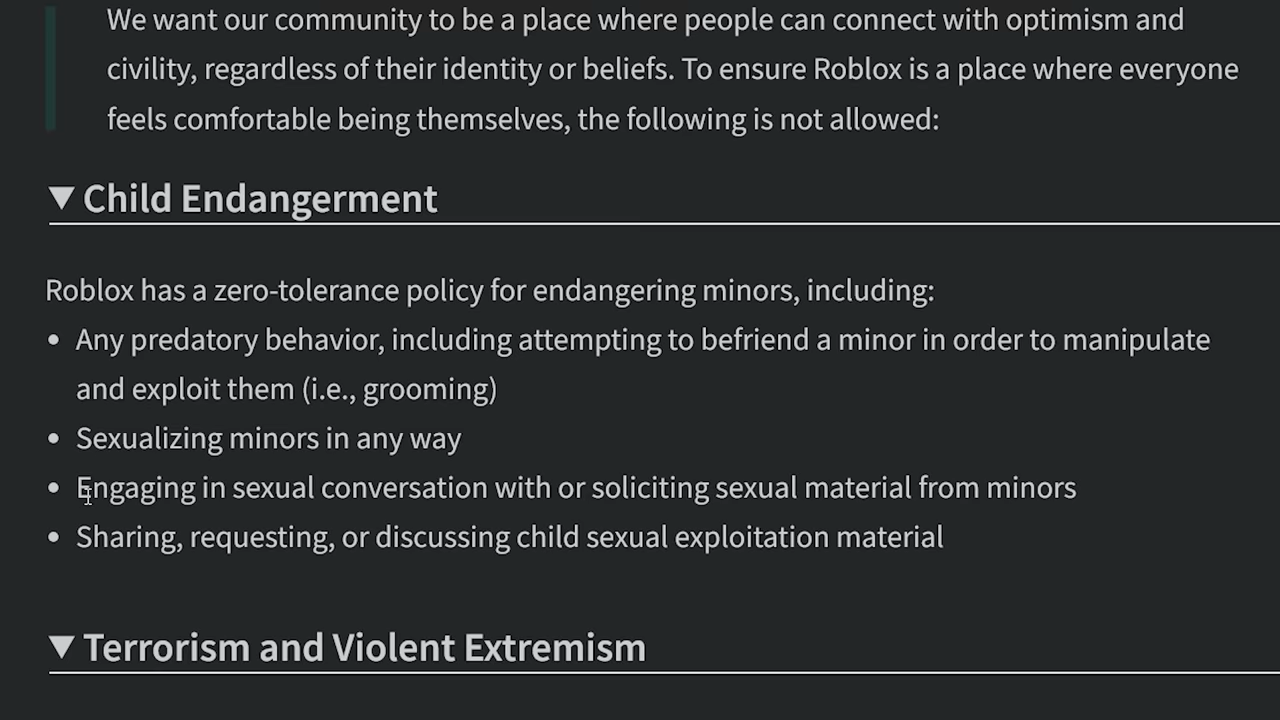 We want our community to be a place where people can connect with optimism and
civility, regardless of their identity or beliefs. To ensure Roblox is a place where everyone
feels comfortable being themselves, the following is not allowed:
▼ Child Endangerment
Roblox has a zero-tolerance policy for endangering minors, including:
• Any predatory behavior, including attempting to befriend a minor in order to manipulate
and exploit them (i.e., grooming)
• Sexualizing minors in any way
• Engaging in sexual conversation with or soliciting sexual material from minors
• Sharing, requesting, or discussing child sexual exploitation material
▼ Terrorism and Violent Extremism